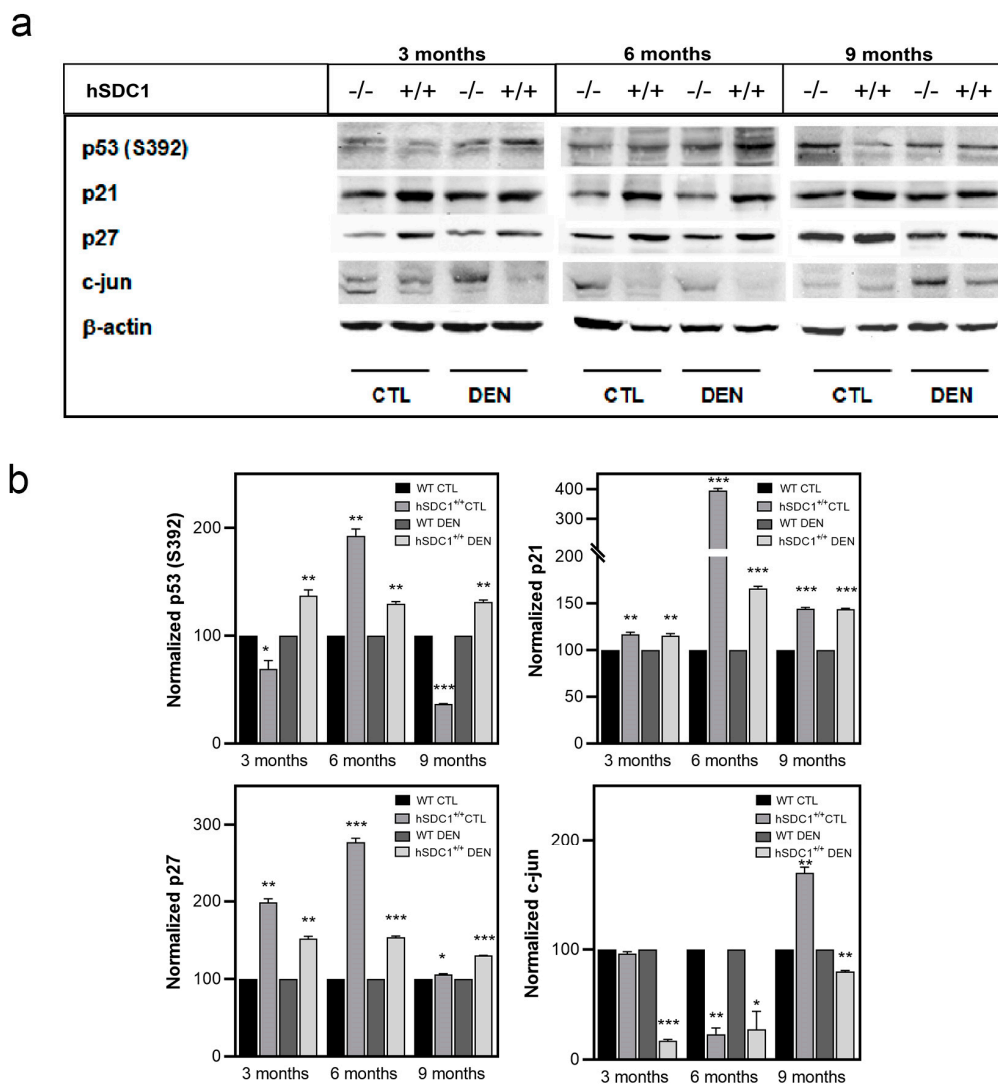 a
3 months 6 months 9 months
hSDC1 -/- +/+ -/- +/+ -/- +/+ -/- +/+ -/- +/+ -/- +/+
p53 (S392)
p21
p27
c-jun
β-actin
CTL DEN CTL DEN CTL DEN
b
Normalized p53 (S392)
200
100
0
WT CTL
hSDC1+/+CTL
WT DEN
hSDC1+/+ DEN
* ** ** ** *** **
3 months 6 months 9 months
Normalized p21
400
300
200
150
100
50
0
WT CTL
hSDC1+/+CTL
WT DEN
hSDC1+/+ DEN
** ** *** *** *** ***
3 months 6 months 9 months
Normalized p27
300
200
100
0
WT CTL
hSDC1+/+CTL
WT DEN
hSDC1+/+ DEN
** ** *** *** * ***
3 months 6 months 9 months
Normalized c-jun
200
100
0
WT CTL
hSDC1+/+CTL
WT DEN
hSDC1+/+ DEN
*** ** * ** **
3 months 6 months 9 months